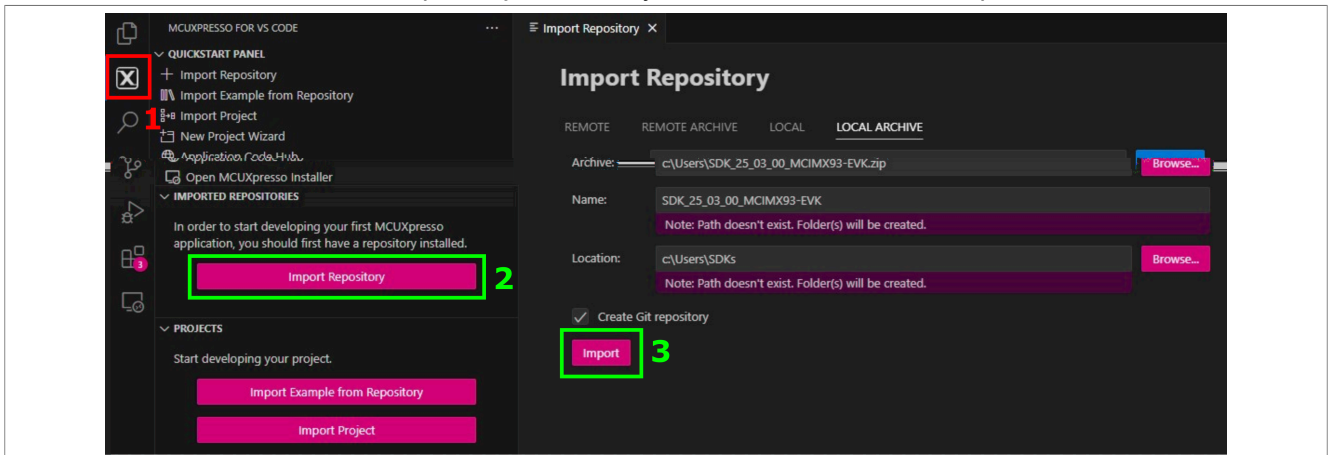 MCUXPRESSO FOR VS CODE ...
QUICKSTART PANEL
Import Repository
Import Example from Repository
Import Project
New Project Wizard
Application Code Hub
Open MCUXpresso Installer
IMPORTED REPOSITORIES
In order to start developing your first MCUXpresso
application, you should first have a repository installed.
Import Repository
PROJECTS
Start developing your project.
Import Example from Repository
Import Project
1
2
3
3
Import Repository
Import Repository
REMOTE REMOTE ARCHIVE LOCAL LOCAL ARCHIVE
Archive: c:\Users\SDK_25_03_00_MCIMX93-EVK.zip Browse...
Name: SDK_25_03_00_MCIMX93-EVK
Note: Path doesn't exist. Folder(s) will be created.
Location: c:\Users\SDKs Browse...
Note: Path doesn't exist. Folder(s) will be created.
Create Git repository
Import